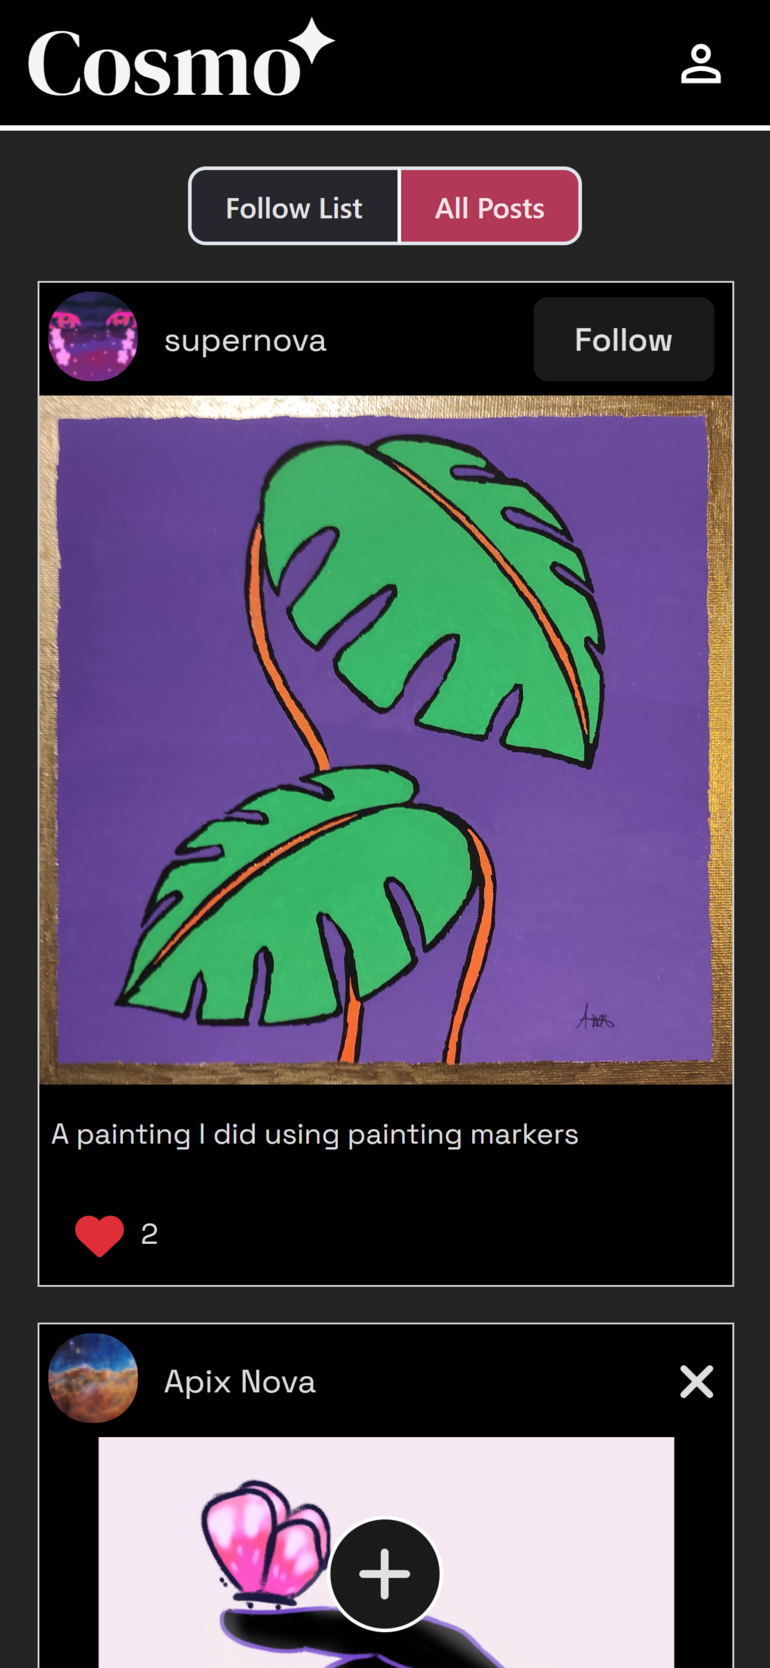 Cosmo
Follow List
All Posts
supernova
Follow
A painting I did using painting markers
2
Apix Nova